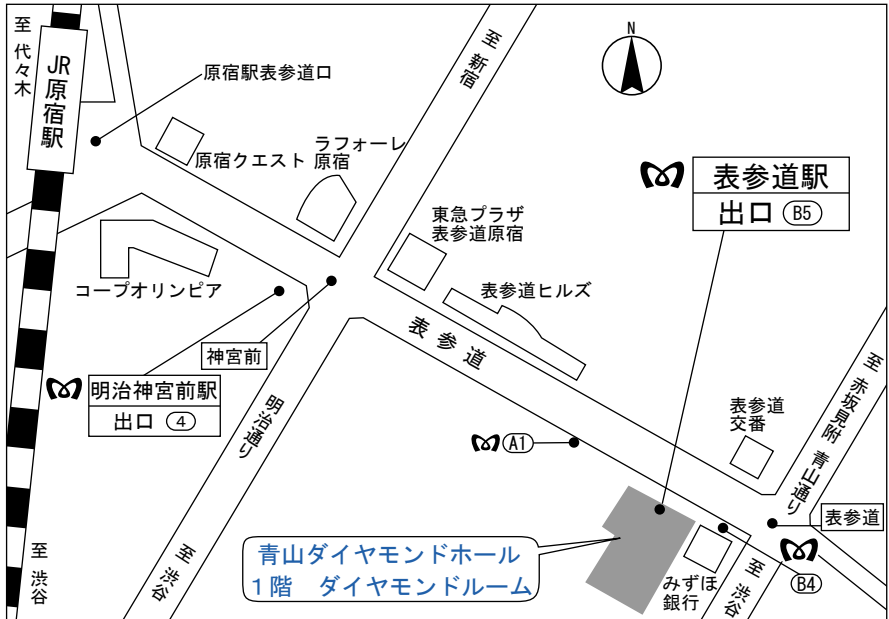 至 代々木
JR原宿駅
原宿駅表参道口
原宿クエスト
ラフォーレ
原宿
至 新宿
N
表参道駅
出口 B5
東急プラザ
表参道原宿
コープオリンピア
表参道ヒルズ
表参道
神宮前
明治神宮前駅
出口 4
明治通り
A1
表参道
交番
至 赤坂見附
青山通り
表参道
青山ダイヤモンドホール
1階 ダイヤモンドルーム
みずほ
銀行
B4
至 渋谷
至 渋谷
至 渋谷